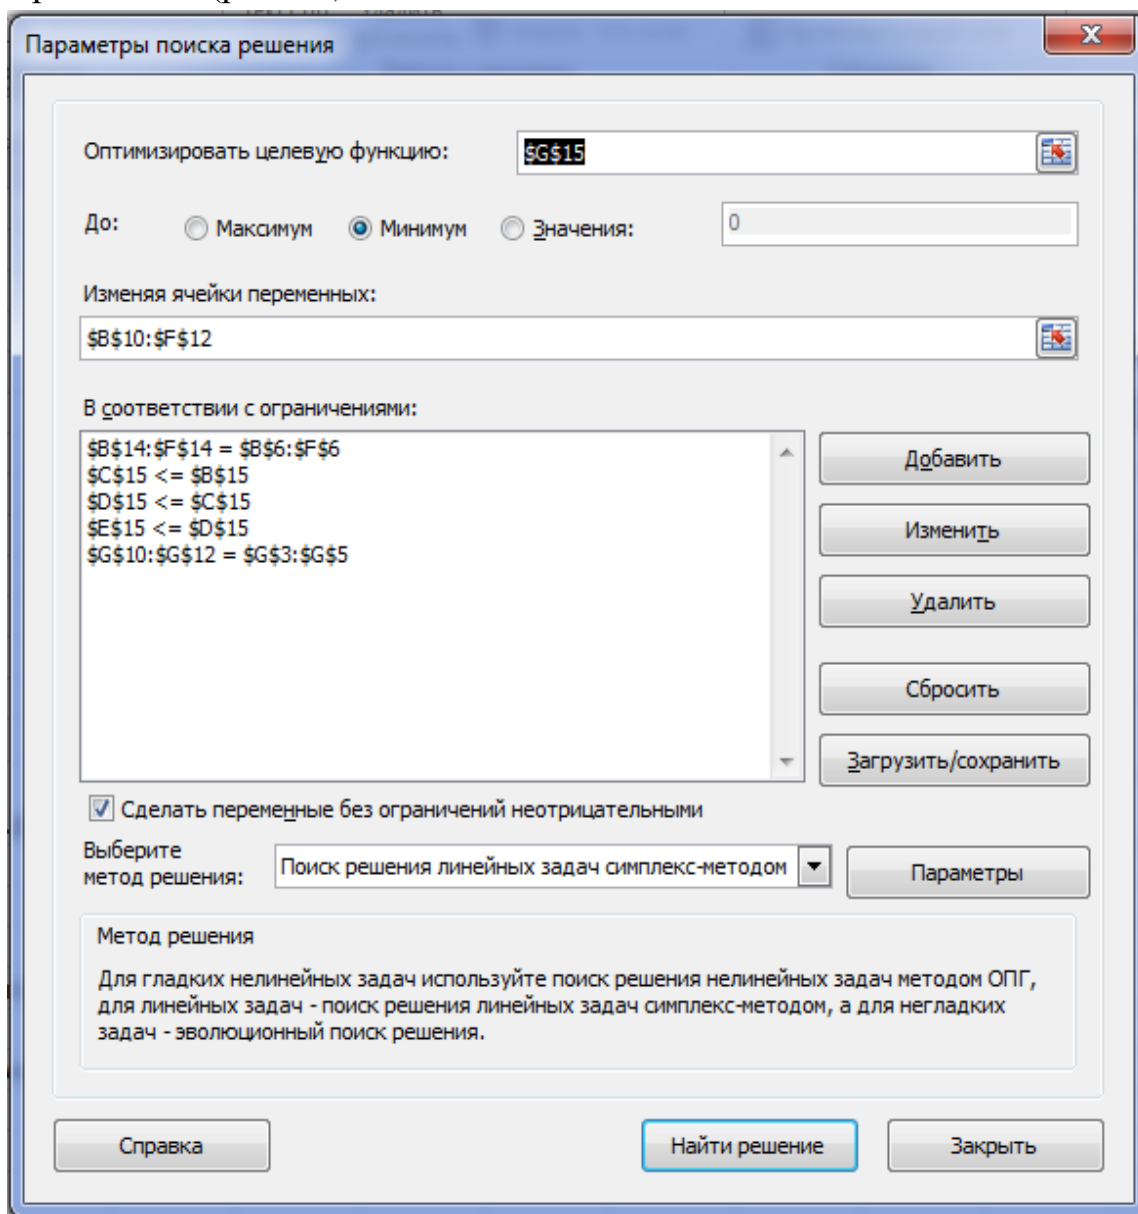 Параметры поиска решения
Оптимизировать целевую функцию:
$G$15
До:
Максимум
Минимум
Значения:
0
Изменяя ячейки переменных:
$B$10:$F$12
В соответствии с ограничениями:
$B$14:$F$14 = $B$6:$F$6
$C$15 <= $B$15
$D$15 <= $C$15
$E$15 <= $D$15
$G$10:$G$12 = $G$3:$G$5
Добавить
Изменить
Удалить
Сбросить
Загрузить/сохранить
Сделать переменные без ограничений неотрицательными
Выберите
метод решения:
Поиск решения линейных задач симплекс-методом
Параметры
Метод решения
Для гладких нелинейных задач используйте поиск решения нелинейных задач методом ОПГ,
для линейных задач - поиск решения линейных задач симплекс-методом, а для негладких
задач - эволюционный поиск решения.
Справка
Найти решение
Закрыть